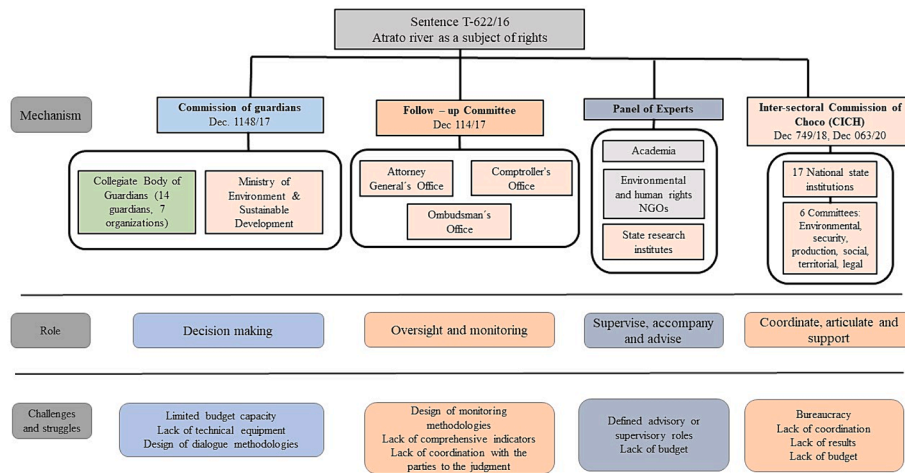 Sentence T-622/16
Atrato river as a subject of rights
Mechanism
Commission of guardians
Dec. 1148/17
Follow – up Committee
Dec 114/17
Panel of Experts
Inter-sectoral Commission of
Choco (CICH)
Dec 749/18, Dec 063/20
Collegiate Body of
Guardians (14
guardians, 7
organizations)
Ministry of
Environment &
Sustainable
Development
Attorney
General´s Office
Comptroller's
Office
Ombudsman´s
Office
Academia
Environmental
and human rights
NGOs
State research
institutes
17 National state
institutions
6 Committees:
Environmental,
security,
production, social,
territorial, legal
Role
Decision making
Oversight and monitoring
Supervise, accompany
and advise
Coordinate, articulate and
support
Challenges
and struggles
Limited budget capacity
Lack of technical equipment
Design of dialogue methodologies
Design of monitoring
methodologies
Lack of comprehensive indicators
Lack of coordination with the
parties to the judgment
Defined advisory or
supervisory roles
Lack of budget
Bureaucracy
Lack of coordination
Lack of results
Lack of budget